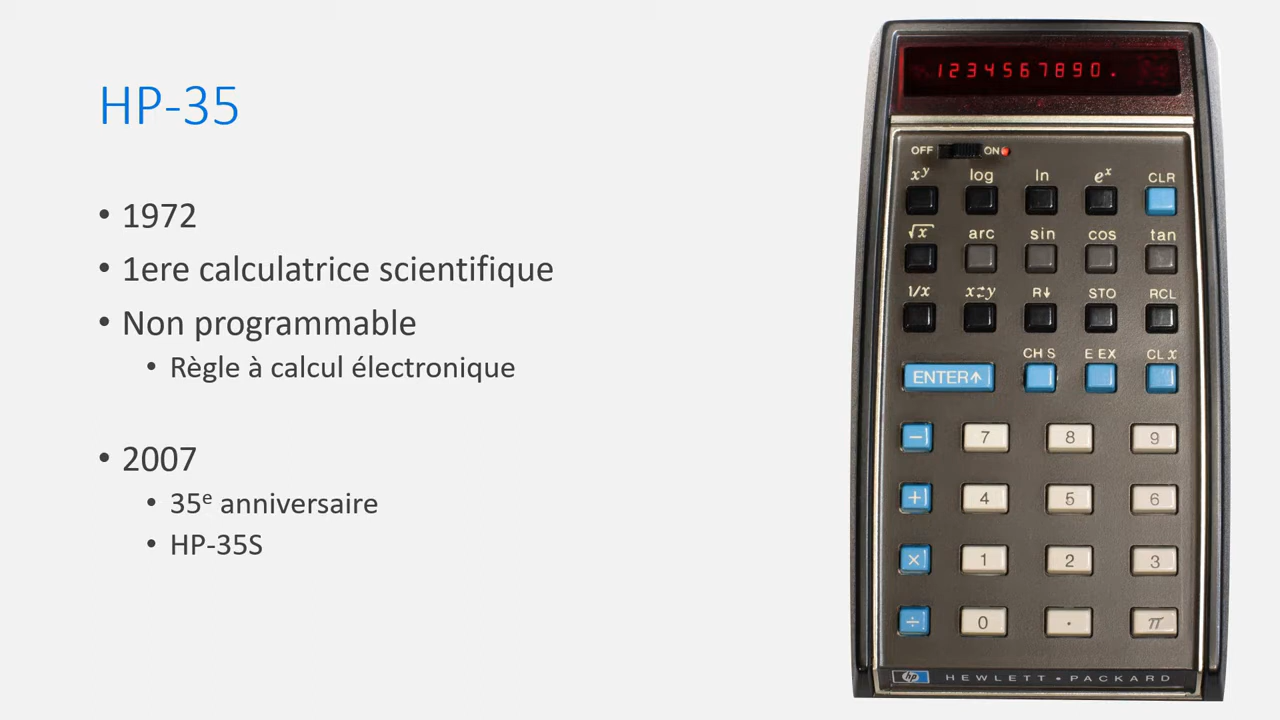 HP-35
• 1972
• 1ere calculatrice scientifique
• Non programmable
• Règle à calcul électronique
• 2007
• 35e anniversaire
• HP-35S
1234567890.
OFF ON
xʸ log ln eˣ CLR
√x arc sin cos tan
1/x x⇄y R↓ STO RCL
ENTER↑ CH S E EX CL x
− 7 8 9
+ 4 5 6
× 1 2 3
÷ 0 . π
hp HEWLETT • PACKARD